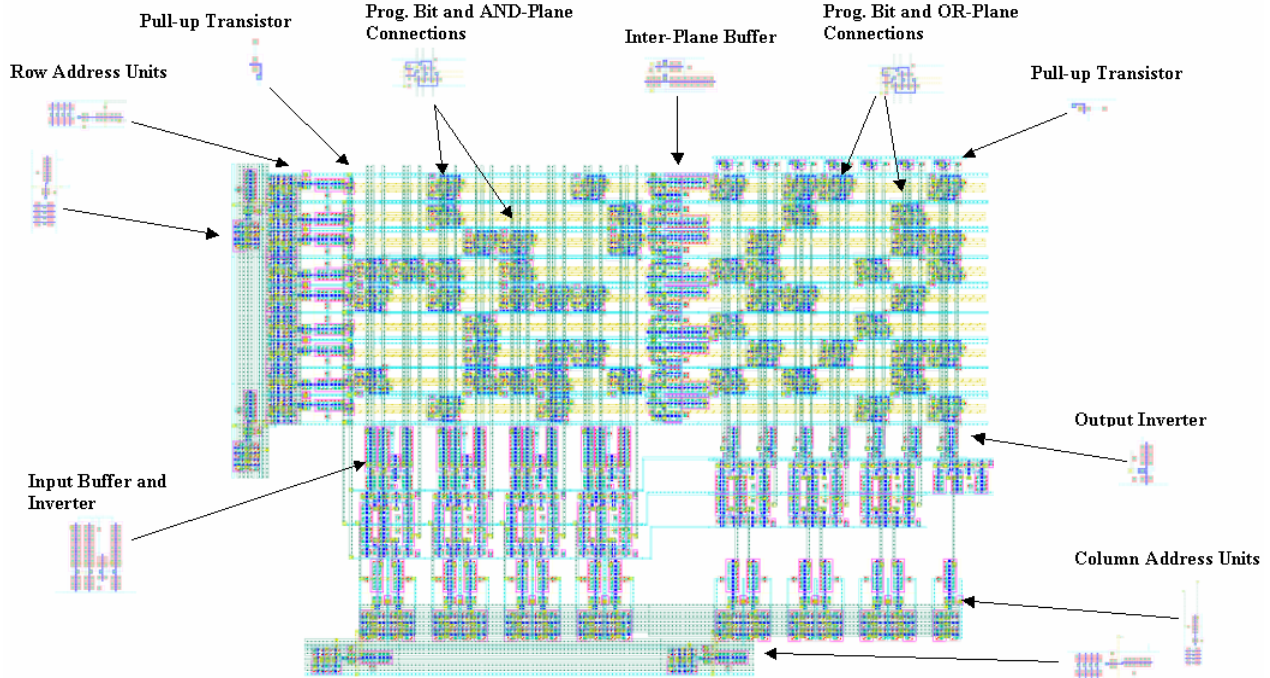 Prog. Bit and AND-Plane
Connections
Prog. Bit and OR-Plane
Connections
Pull-up Transistor
Inter-Plane Buffer
Row Address Units
Pull-up Transistor
Output Inverter
Input Buffer and
Inverter
Column Address Units